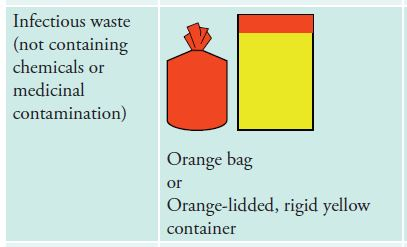 Infectious waste
(not containing
chemicals or
medicinal
contamination)
Orange bag
or
Orange-lidded, rigid yellow
container